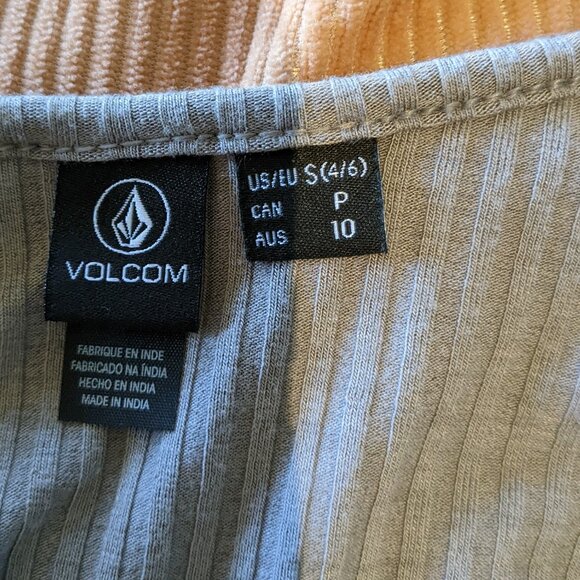 VOLCOM
US/EU S(4/6)
CAN P
AUS 10
FABRIQUE EN INDE
FABRICADO NA ÍNDIA
HECHO EN INDIA
MADE IN INDIA